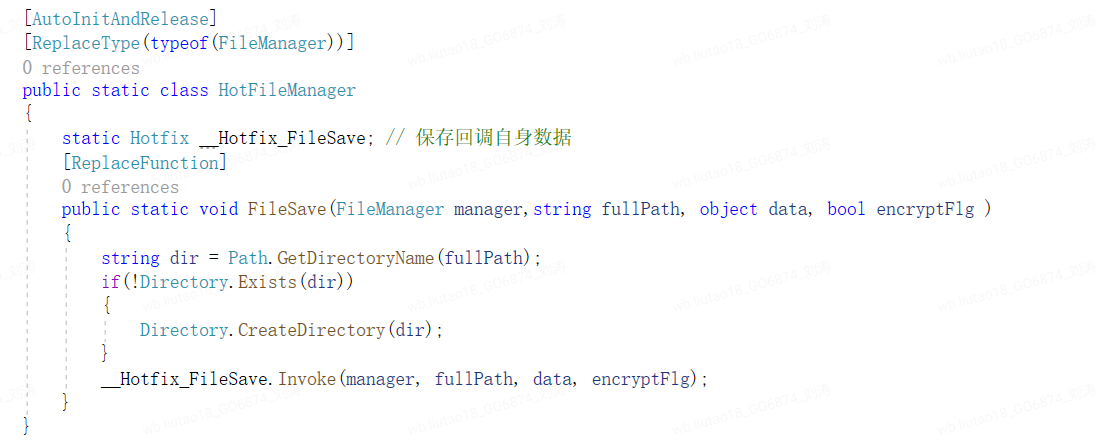 [AutoInitAndRelease]
[ReplaceType(typeof(FileManager))]
0 references
public static class HotFileManager
{
static Hotfix __Hotfix_FileSave; // 保存回调自身数据
[ReplaceFunction]
0 references
public static void FileSave(FileManager manager,string fullPath, object data, bool encryptFlg )
{
string dir = Path.GetDirectoryName(fullPath);
if(!Directory.Exists(dir))
{
Directory.CreateDirectory(dir);
}
__Hotfix_FileSave.Invoke(manager, fullPath, data, encryptFlg);
}
}